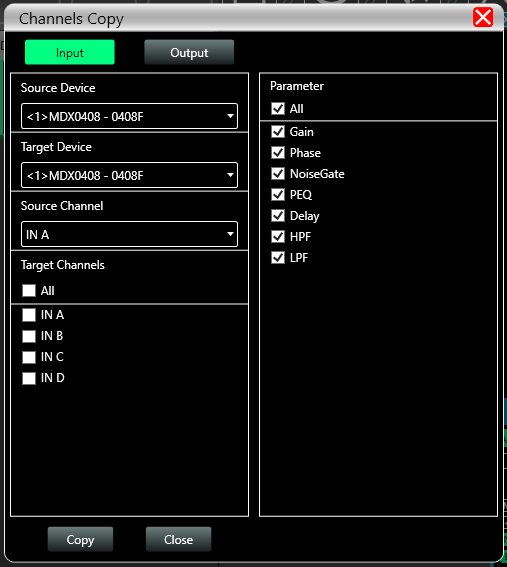 Channels Copy
Input
Output
Source Device
<1>MDX0408 - 0408F
Target Device
<1>MDX0408 - 0408F
Source Channel
IN A
Target Channels
All
IN A
IN B
IN C
IN D
Parameter
All
Gain
Phase
NoiseGate
PEQ
Delay
HPF
LPF
Copy
Close